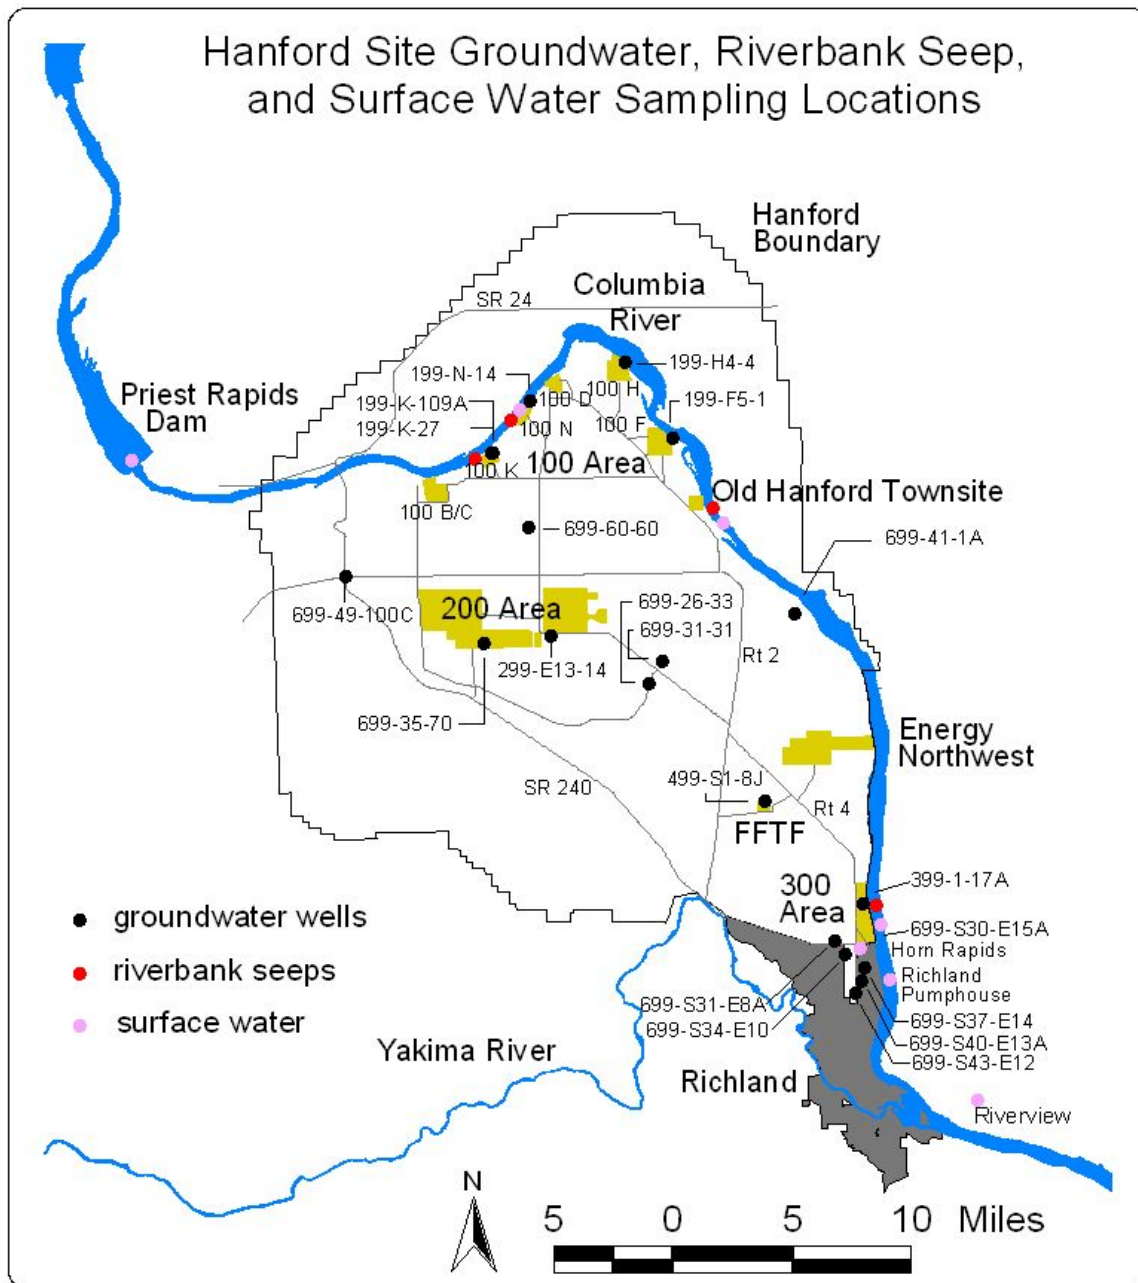 Hanford Site Groundwater, Riverbank Seep,
and Surface Water Sampling Locations
Hanford
Boundary
SR 24
Columbia
River
199-N-14
199-H4-4
100 H
100 D
Priest Rapids
Dam
199-K-109A
199-F5-1
199-K-27
100 N
100 F
100 K
100 Area
Old Hanford Townsite
100 B/C
699-60-60
699-41-1A
699-49-100C
200 Area
699-26-33
699-31-31
299-E13-14
Rt 2
699-35-70
Energy
Northwest
SR 240
499-S1-8J
Rt 4
FFTF
300
Area
399-1-17A
groundwater wells
699-S30-E15A
Horn Rapids
riverbank seeps
Richland
Pumphouse
699-S31-E8A
surface water
699-S37-E14
699-S34-E10
699-S40-E13A
699-S43-E12
Yakima River
Richland
Riverview
N
5 0 5 10 Miles